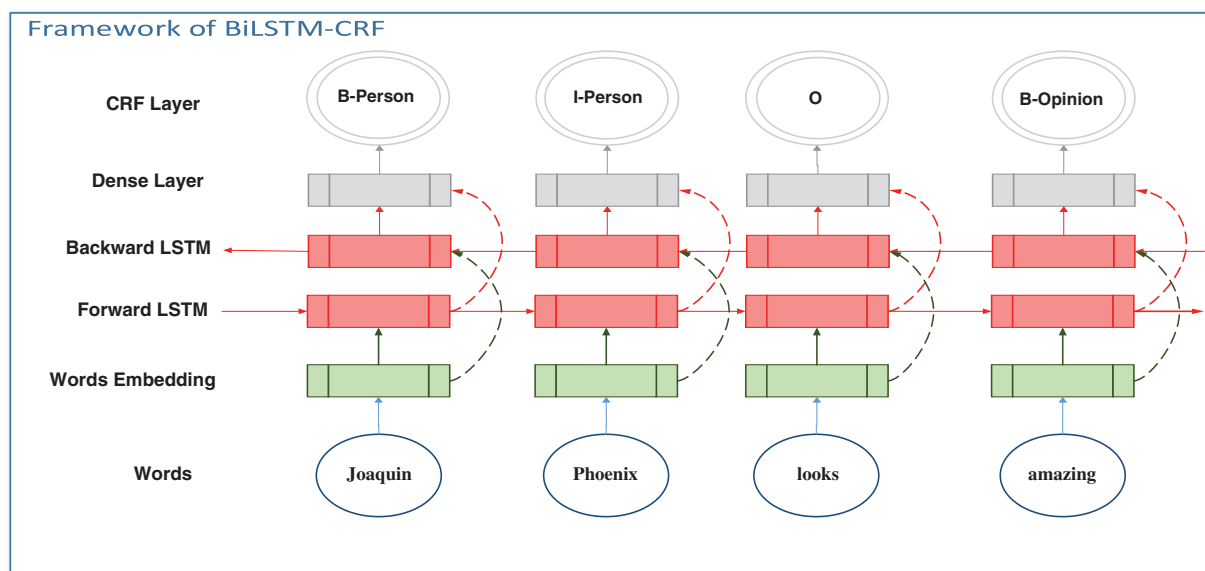 Framework of BiLSTM-CRF
CRF Layer B-Person I-Person O B-Opinion
Dense Layer
Backward LSTM
Forward LSTM
Words Embedding
Words Joaquin Phoenix looks amazing